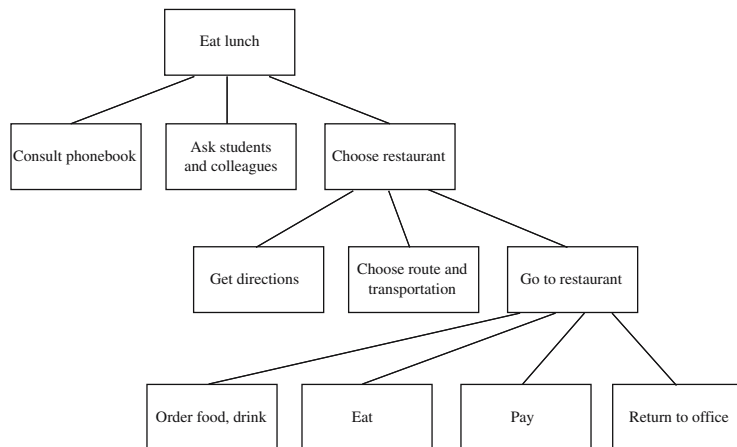 Eat lunch
Consult phonebook
Ask students
and colleagues
Choose restaurant
Get directions
Choose route and
transportation
Go to restaurant
Order food, drink
Eat
Pay
Return to office